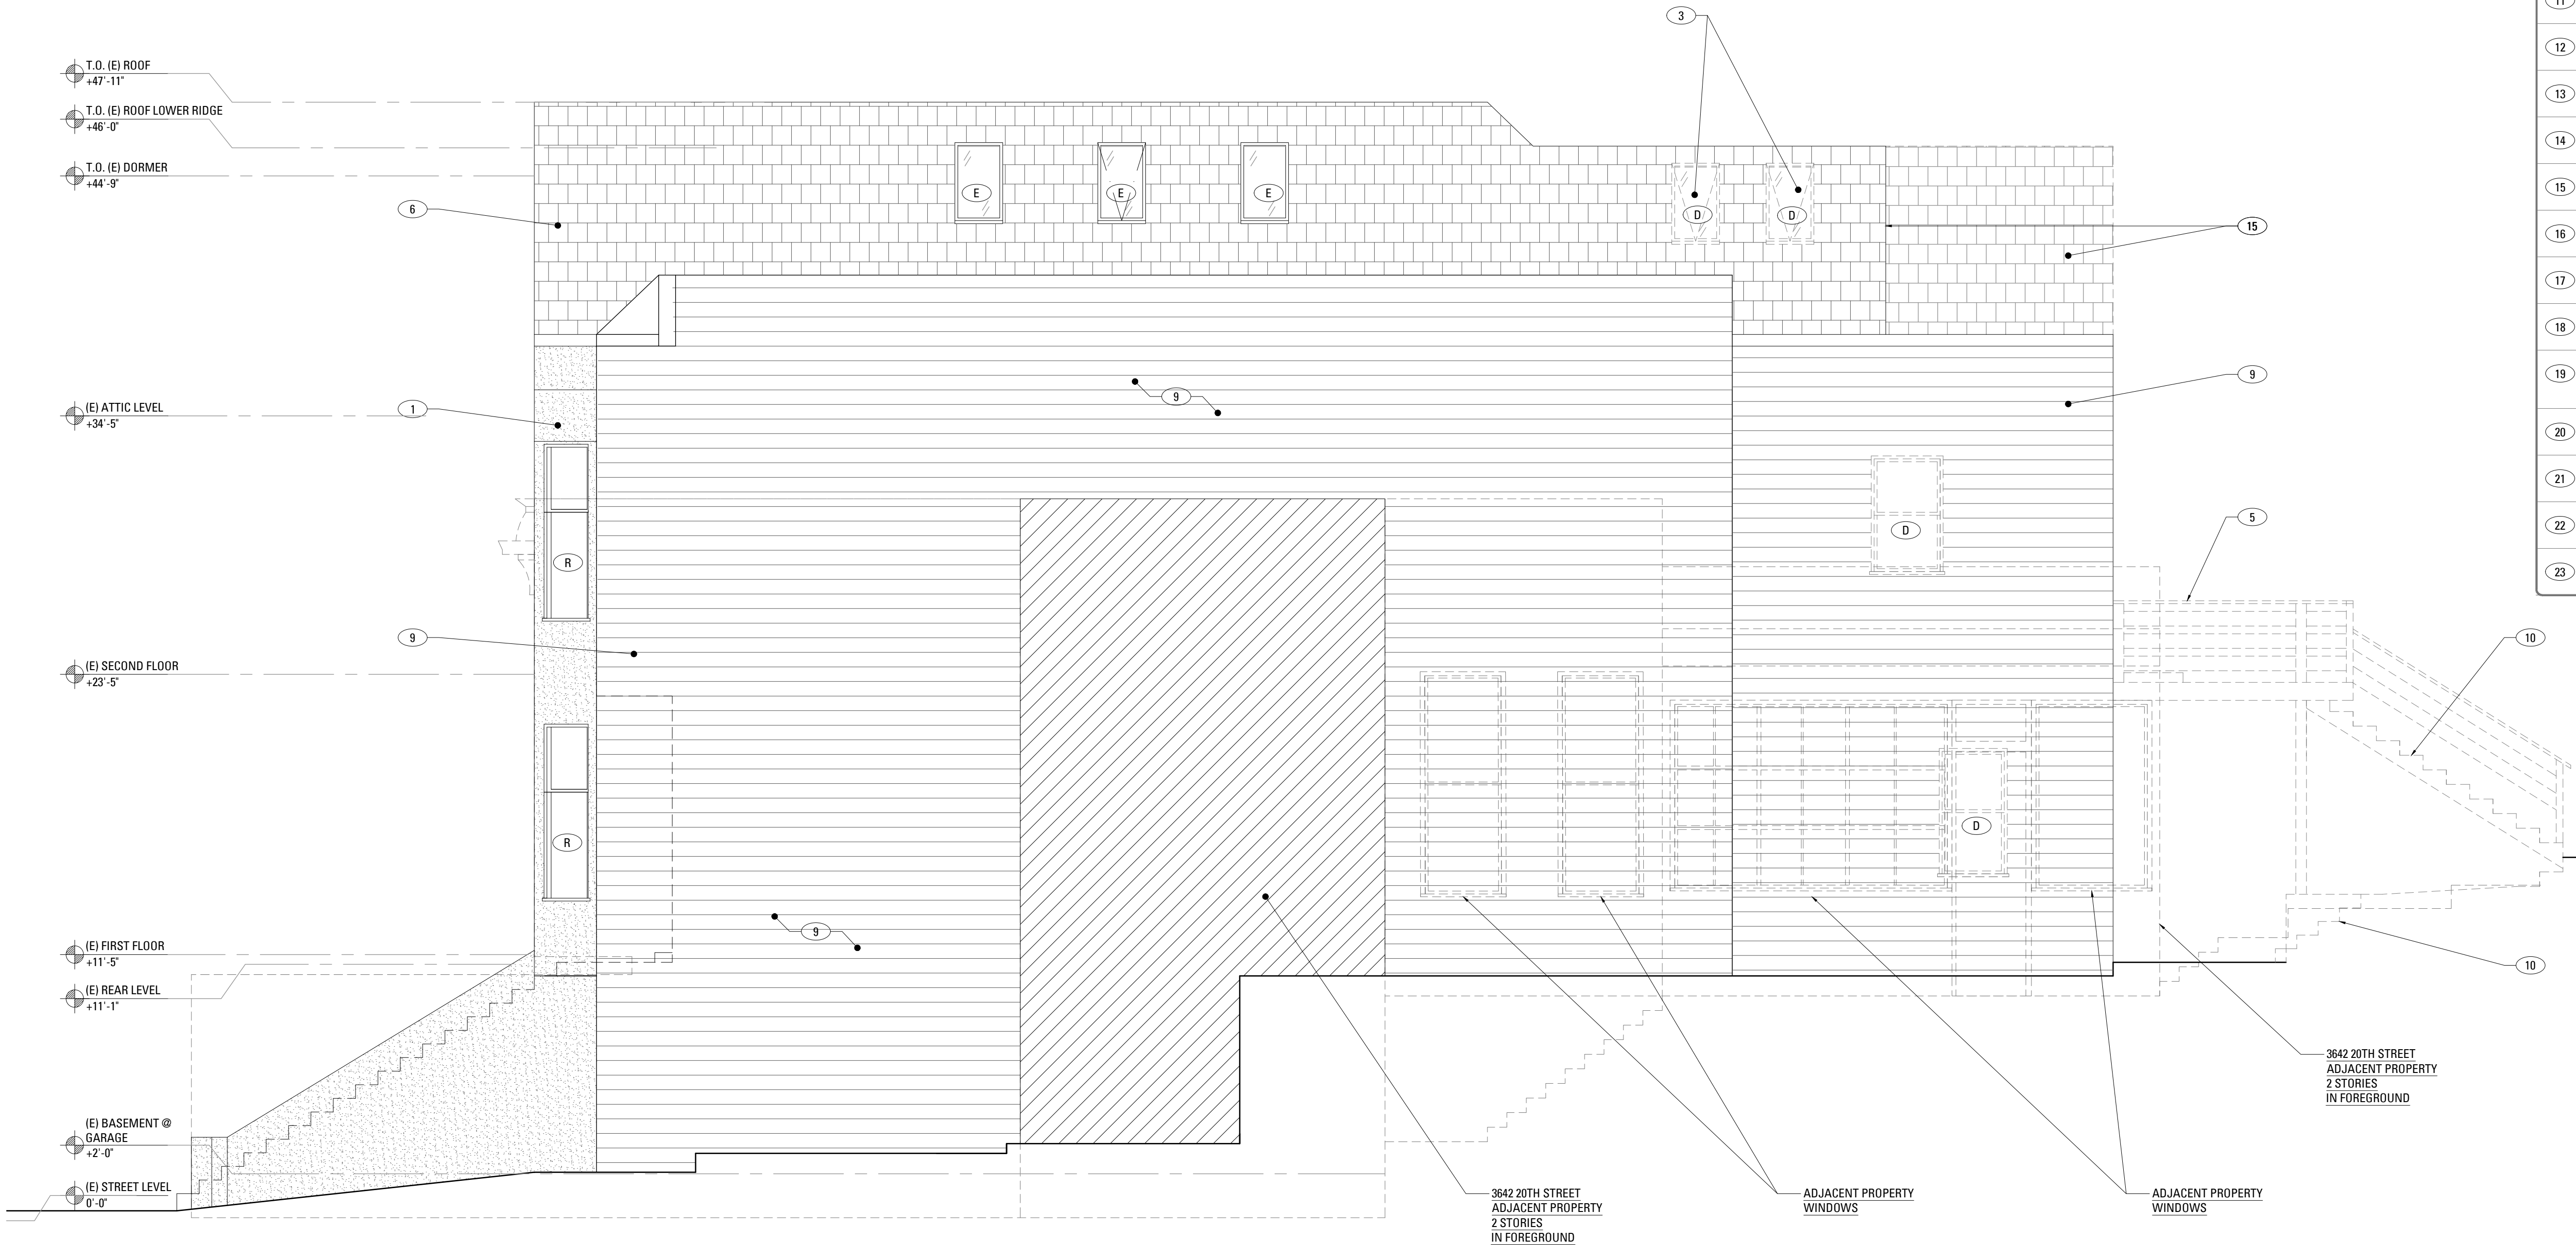 3
11
12
13
14
15
16
17
18
19
20
21
22
23
T.O. (E) ROOF
+47'-11"
T.O. (E) ROOF LOWER RIDGE
+46'-0"
T.O. (E) DORMER
+44'-9"
E
E
E
D
D
6
15
1
9
9
(E) ATTIC LEVEL
+34'-5"
5
D
R
9
10
(E) SECOND FLOOR
+23'-5"
D
R
9
(E) FIRST FLOOR
+11'-5"
10
(E) REAR LEVEL
+11'-1"
3642 20TH STREET
ADJACENT PROPERTY
2 STORIES
IN FOREGROUND
(E) BASEMENT @
GARAGE
+2'-0"
(E) STREET LEVEL
0'-0"
3642 20TH STREET
ADJACENT PROPERTY
2 STORIES
IN FOREGROUND
ADJACENT PROPERTY
WINDOWS
ADJACENT PROPERTY
WINDOWS